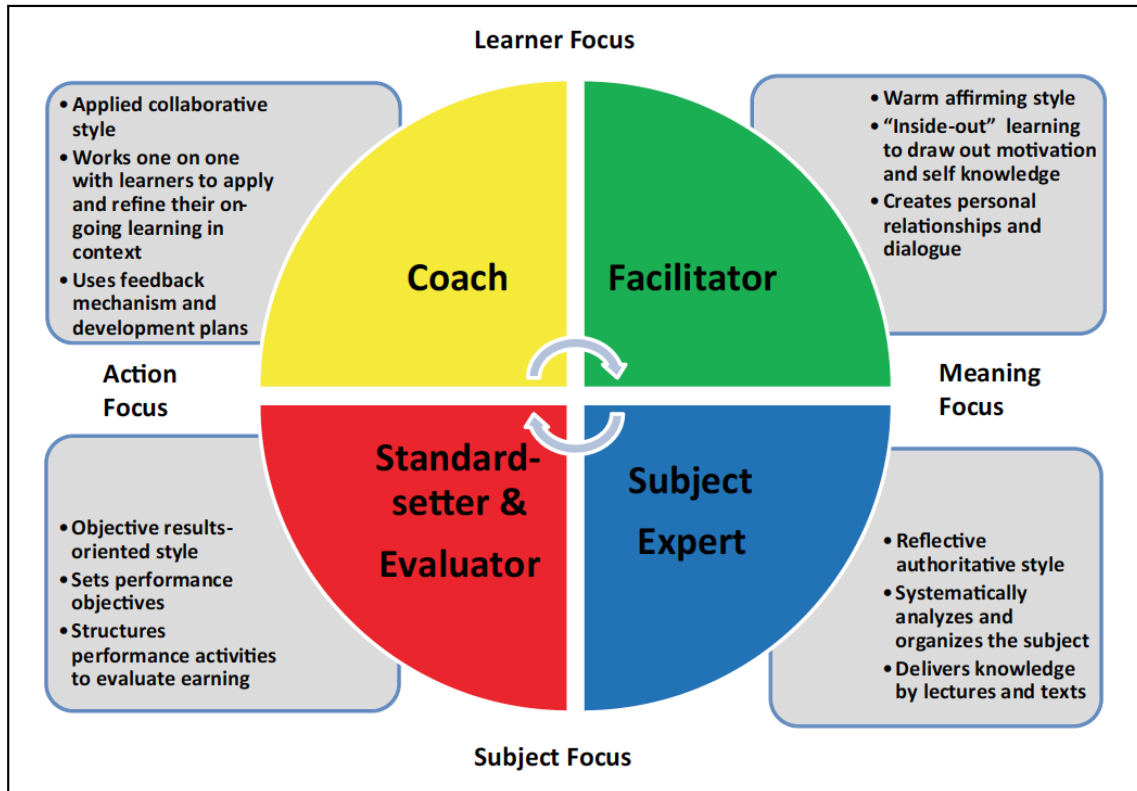 Learner Focus
• Applied collaborative
style
• Works one on one
with learners to apply
and refine their on-
going learning in
context
• Uses feedback
mechanism and
development plans
• Warm affirming style
• “Inside-out” learning
to draw out motivation
and self knowledge
• Creates personal
relationships and
dialogue
Coach
Facilitator
Action
Focus
Meaning
Focus
Standard-
setter &
Evaluator
Subject
Expert
• Objective results-
oriented style
• Sets performance
objectives
• Structures
performance activities
to evaluate earning
• Reflective
authoritative style
• Systematically
analyzes and
organizes the subject
• Delivers knowledge
by lectures and texts
Subject Focus